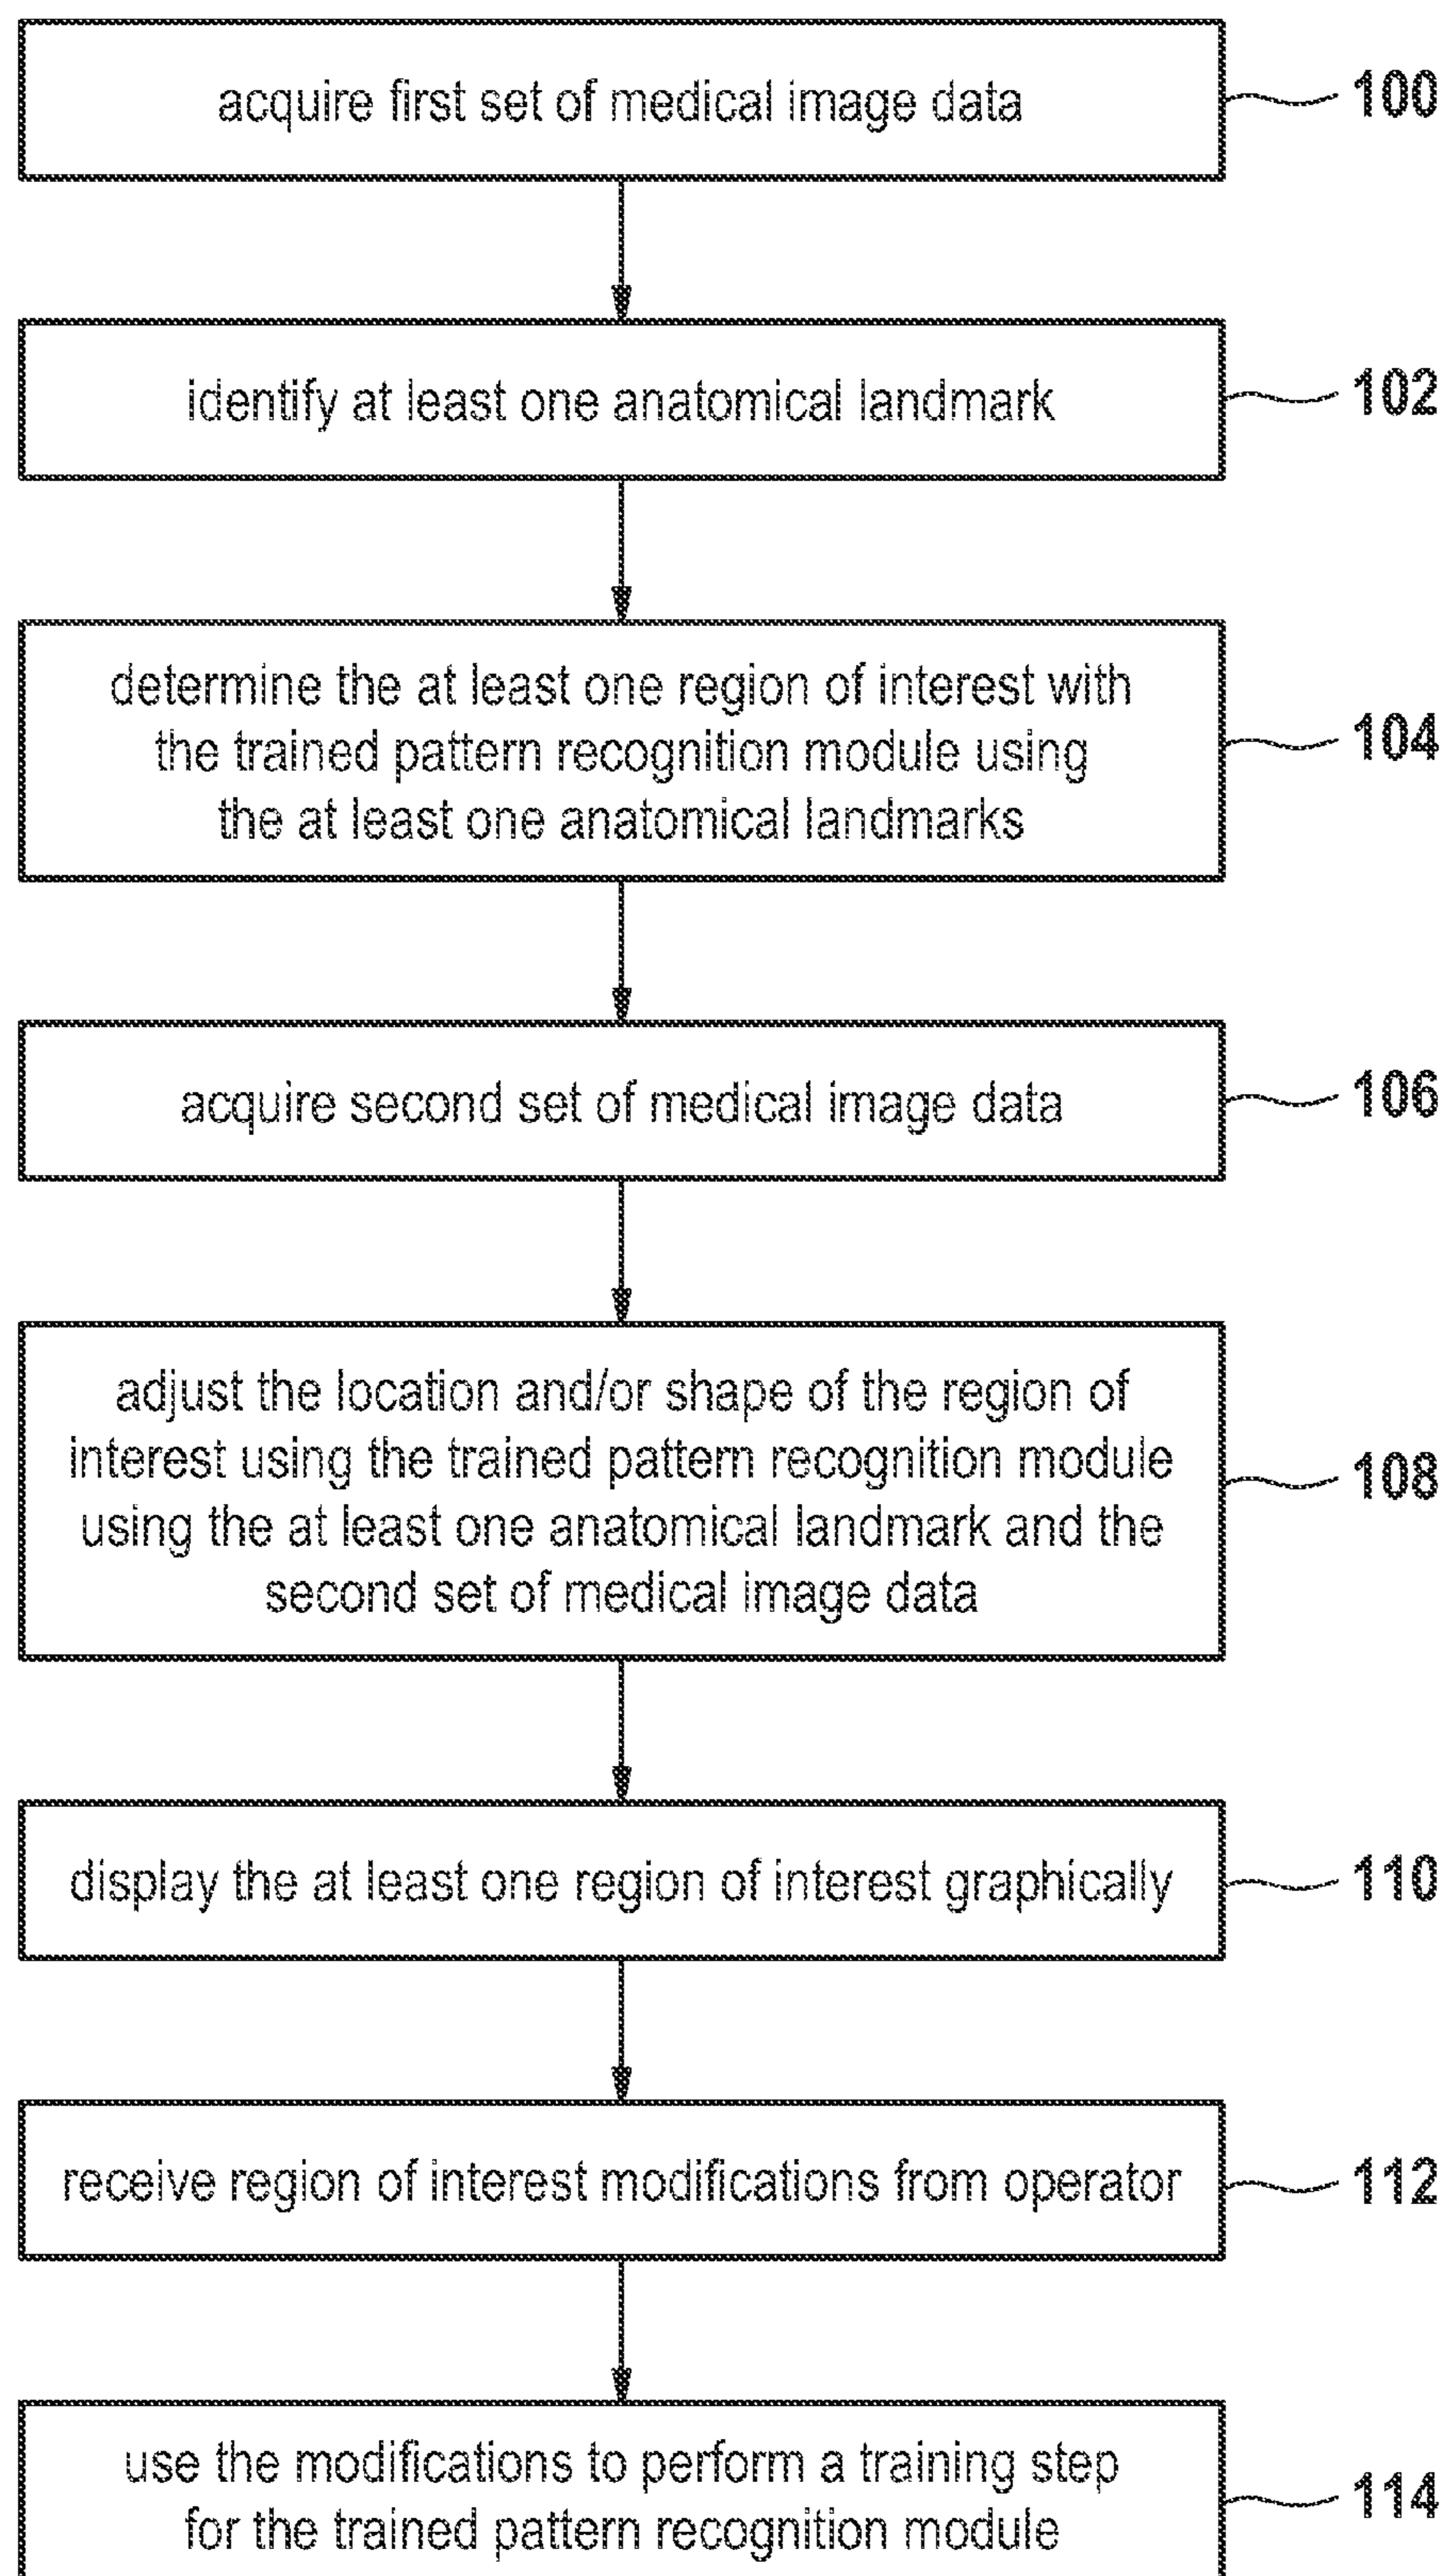 acquire first set of medical image data
100
identify at least one anatomical landmark
102
determine the at least one region of interest with
the trained pattern recognition module using
the at least one anatomical landmarks
104
acquire second set of medical image data
106
adjust the location and/or shape of the region of
interest using the trained pattern recognition module
using the at least one anatomical landmark and the
second set of medical image data
108
display the at least one region of interest graphically
110
receive region of interest modifications from operator
112
use the modifications to perform a training step
for the trained pattern recognition module
114